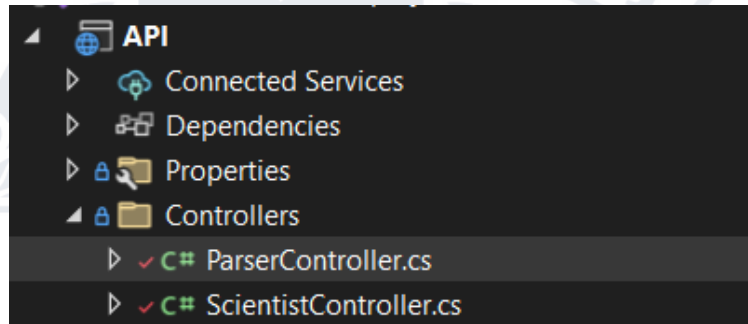 API
Connected Services
Dependencies
Properties
Controllers
C# ParserController.cs
C# ScientistController.cs